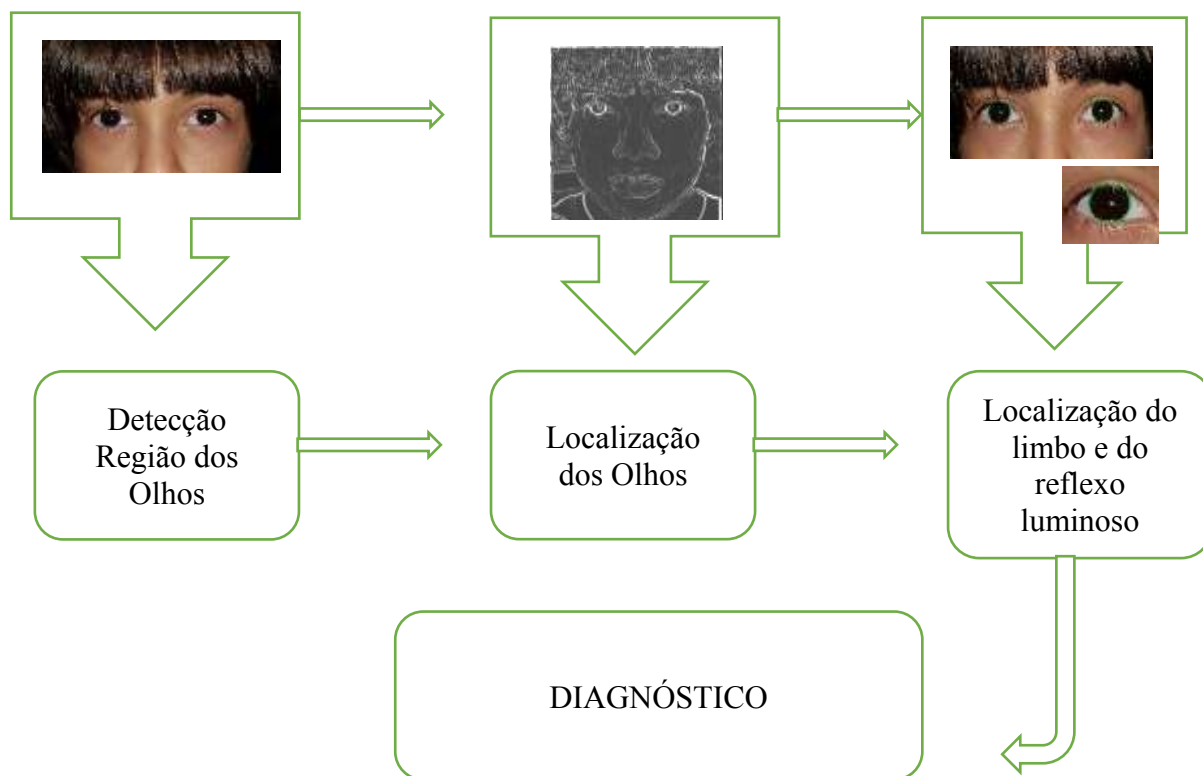 Detecção
Região dos
Olhos
Localização
dos Olhos
Localização do
limbo e do
reflexo
luminoso
DIAGNÓSTICO